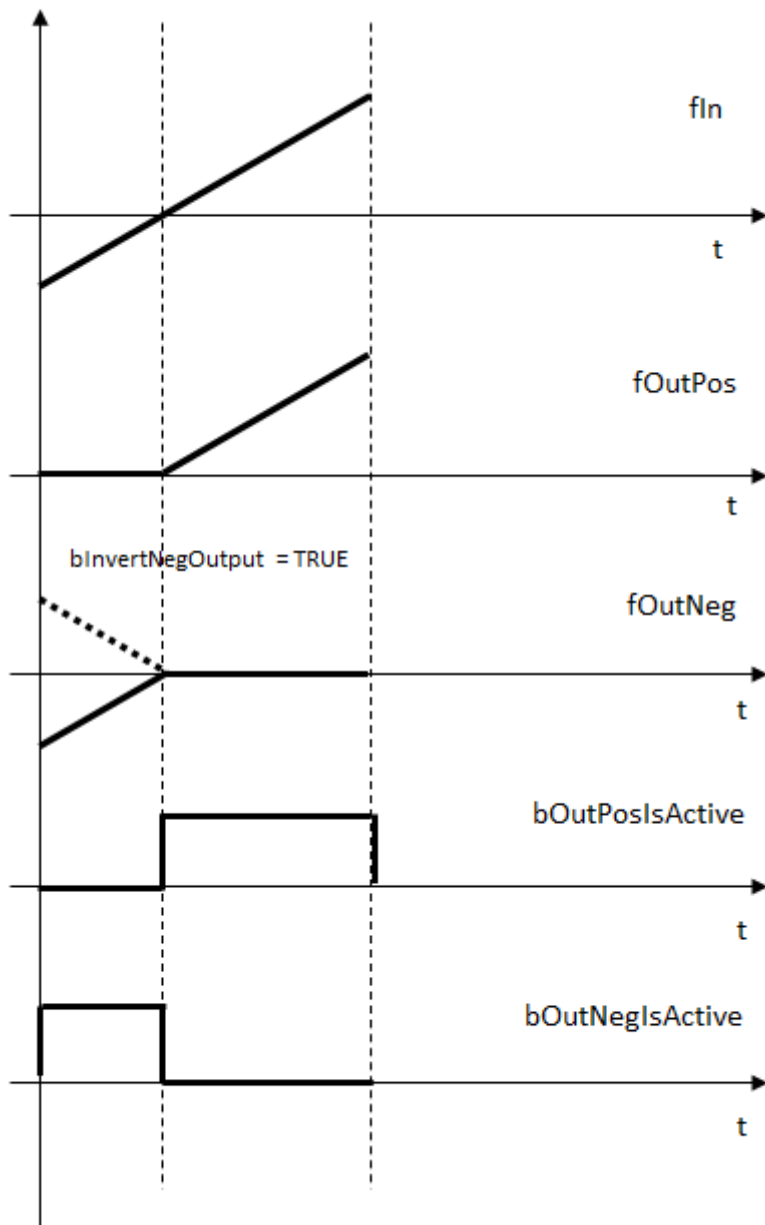 fIn
t
fOutPos
t
bInvertNegOutput = TRUE
fOutNeg
t
bOutPosIsActive
t
bOutNegIsActive
t